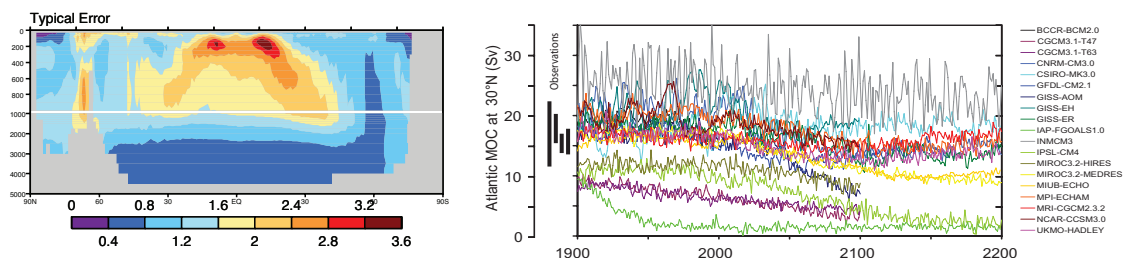 Typical Error
0
200
400
600
800
1000
2000
3000
4000
5000
90N 60 30 EQ 30 90S
0 0.8 1.6 2.4 3.2
0.4 1.2 2 2.8 3.6
Atlantic MOC at 30°N (Sv)
30
20
10
0
Observations
1900 2000 2100 2200
BCCR-BCM2.0
CGCM3.1-T47
CGCM3.1-T63
CNRM-CM3.0
CSIRO-MK3.0
GFDL-CM2.1
GISS-AOM
GISS-EH
GISS-ER
IAP-FGOALS1.0
INMCM3
IPSL-CM4
MIROC3.2-HIRES
MIROC3.2-MEDRES
MIUB-ECHO
MPI-ECHAM
MRI-CGCM2.3.2
NCAR-CCSM3.0
UKMO-HADLEY